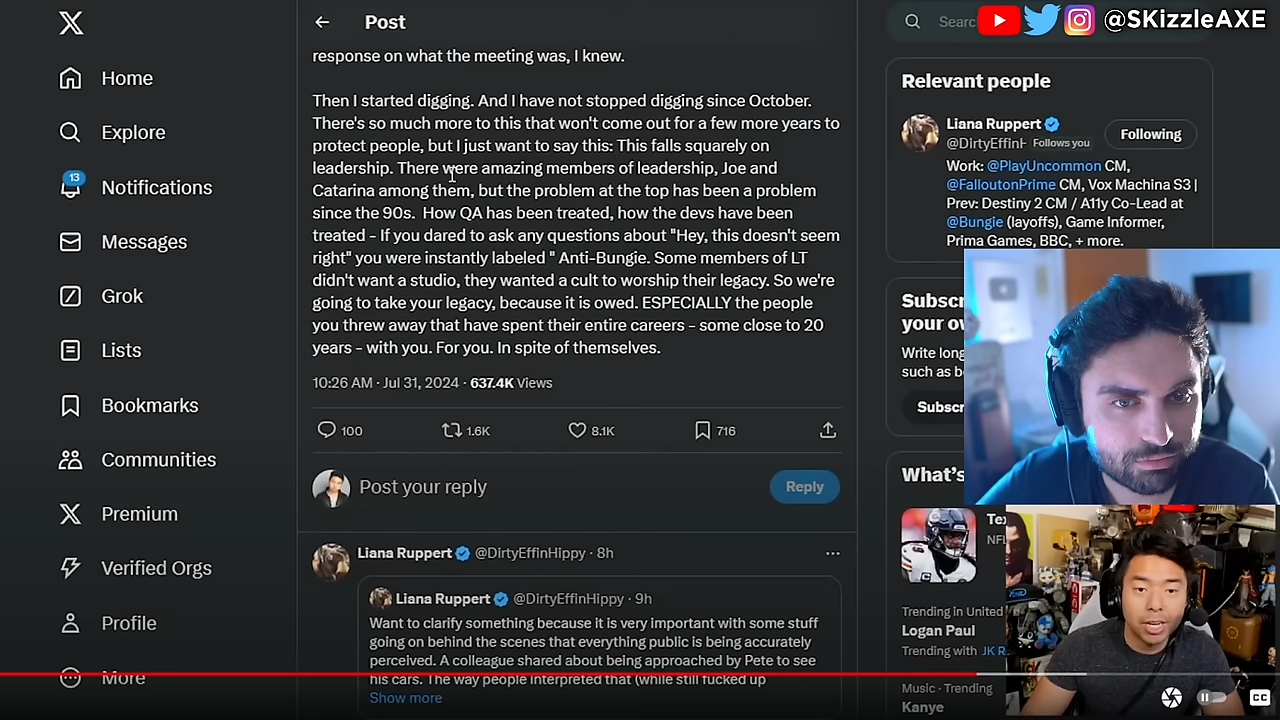 @SKizzleAXE
Post
Searc
Home
Explore
13
Notifications
Messages
Grok
Lists
Bookmarks
Communities
Premium
Verified Orgs
Profile
More
response on what the meeting was, I knew.
Then I started digging. And I have not stopped digging since October.
There's so much more to this that won't come out for a few more years to
protect people, but I just want to say this: This falls squarely on
leadership. There were amazing members of leadership, Joe and
Catarina among them, but the problem at the top has been a problem
since the 90s. How QA has been treated, how the devs have been
treated - If you dared to ask any questions about "Hey, this doesn't seem
right" you were instantly labeled " Anti-Bungie. Some members of LT
didn't want a studio, they wanted a cult to worship their legacy. So we're
going to take your legacy, because it is owed. ESPECIALLY the people
you threw away that have spent their entire careers - some close to 20
years - with you. For you. In spite of themselves.
10:26 AM · Jul 31, 2024 · 637.4K Views
100 1.6K 8.1K 716
Post your reply
Reply
Liana Ruppert @DirtyEffinHippy · 8h
Liana Ruppert @DirtyEffinHippy · 9h
Want to clarify something because it is very important with some stuff
going on behind the scenes that everything public is being accurately
perceived. A colleague shared about being approached by Pete to see
his cars. The way people interpreted that (while still fucked up
Show more
Relevant people
Liana Ruppert
@DirtyEffinH Follows you
Following
Work: @PlayUncommon CM,
@FalloutonPrime CM, Vox Machina S3 |
Prev: Destiny 2 CM / A11y Co-Lead at
@Bungie (layoffs), Game Informer,
Prima Games, BBC, + more.
Subscr
your ow
Write long
such as b
Subsc
What's
Tex
NFL
Trending in United
Logan Paul
Trending with JK R
Music · Trending
Kanye
CC